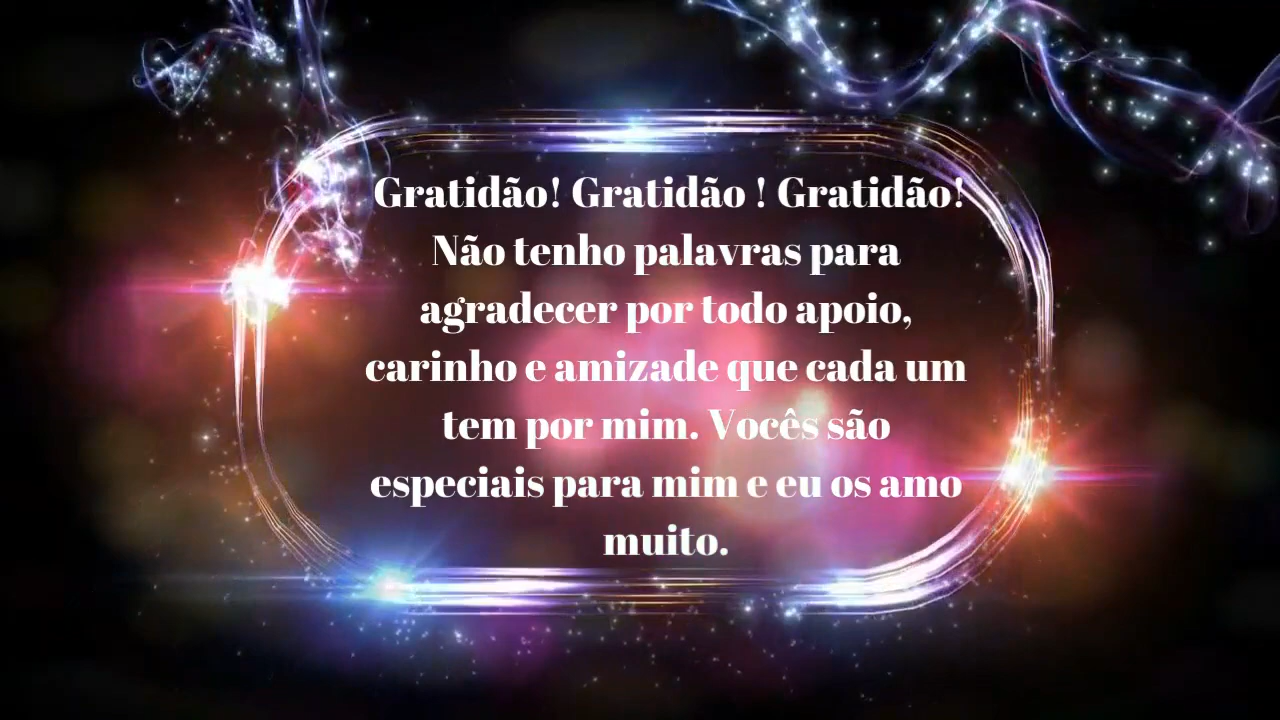 Gratidão! Gratidão ! Gratidão!
Não tenho palavras para
agradecer por todo apoio,
carinho e amizade que cada um
tem por mim. Vocês são
especiais para mim e eu os amo
muito.